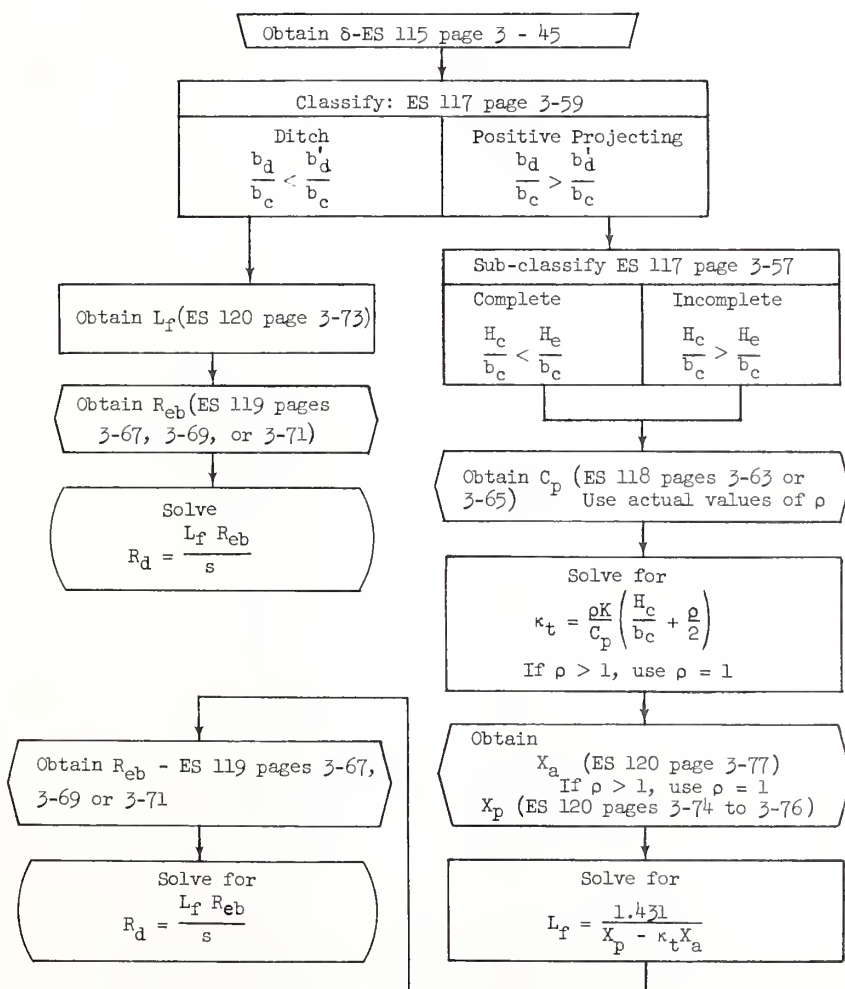 Obtain δ-ES 115 page 3 - 45
Classify: ES 117 page 3-59
Ditch
b_d/b_c < b'_d/b_c
Positive Projecting
b_d/b_c > b'_d/b_c
Obtain L_f(ES 120 page 3-73)
Obtain R_eb(ES 119 pages
3-67, 3-69, or 3-71)
Solve
R_d = L_f R_eb / s
Sub-classify ES 117 page 3-57
Complete
H_c/b_c < H_e/b_c
Incomplete
H_c/b_c > H_e/b_c
Obtain C_p (ES 118 pages 3-63 or
3-65) Use actual values of ρ
Solve for
κ_t = ρK/C_p (H_c/b_c + ρ/2)
If ρ > 1, use ρ = 1
Obtain
X_a (ES 120 page 3-77)
If ρ > 1, use ρ = 1
X_p (ES 120 pages 3-74 to 3-76)
Solve for
L_f = 1.431 / (X_p - κ_t X_a)
Obtain R_eb - ES 119 pages 3-67,
3-69 or 3-71
Solve for
R_d = L_f R_eb / s